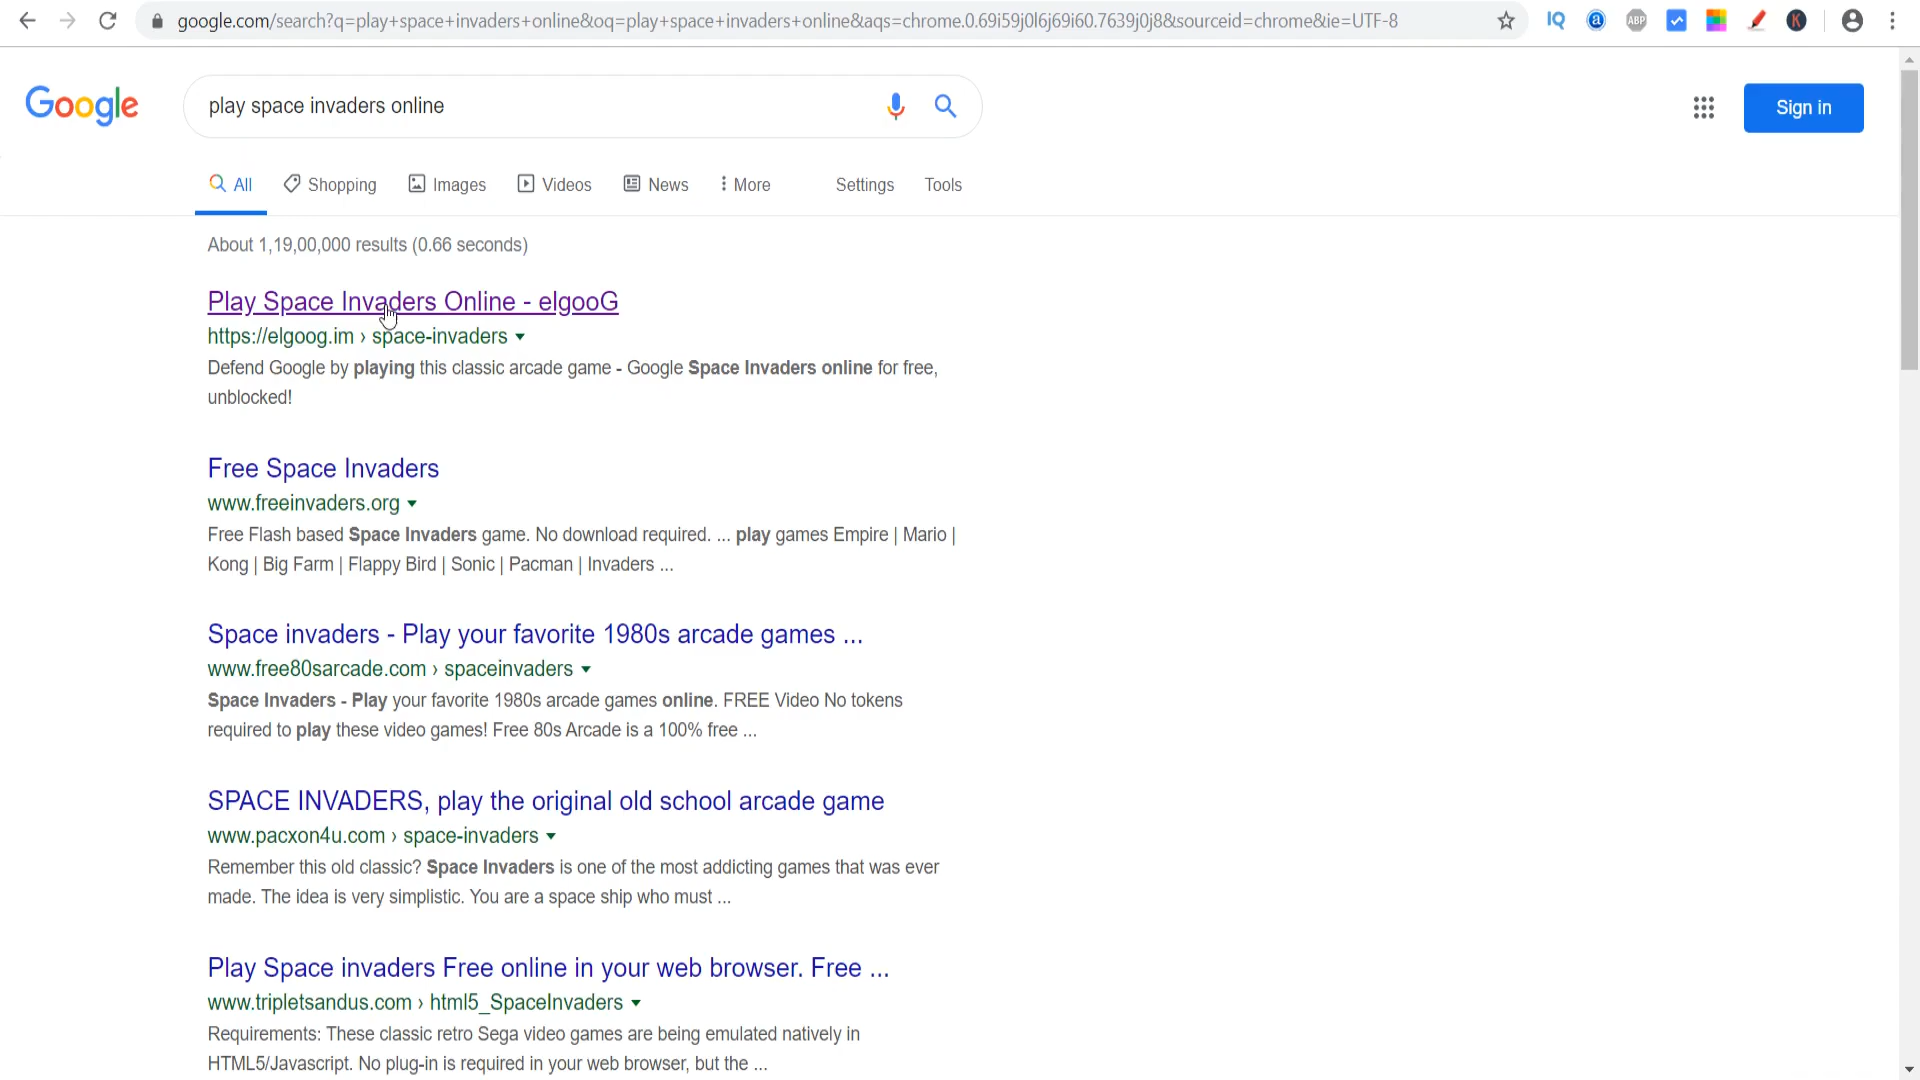 google.com/search?q=play+space+invaders+online&oq=play+space+invaders+online&aqs=chrome.0.69i59j0l6j69i60.7639j0j8&sourceid=chrome&ie=UTF-8
IQ a ABP K
Google play space invaders online Sign in
All Shopping Images Videos News More Settings Tools
About 1,19,00,000 results (0.66 seconds)
Play Space Invaders Online - elgooG
https://elgoog.im › space-invaders
Defend Google by playing this classic arcade game - Google Space Invaders online for free,
unblocked!
Free Space Invaders
www.freeinvaders.org
Free Flash based Space Invaders game. No download required. ... play games Empire | Mario |
Kong | Big Farm | Flappy Bird | Sonic | Pacman | Invaders ...
Space invaders - Play your favorite 1980s arcade games ...
www.free80sarcade.com › spaceinvaders
Space Invaders - Play your favorite 1980s arcade games online. FREE Video No tokens
required to play these video games! Free 80s Arcade is a 100% free ...
SPACE INVADERS, play the original old school arcade game
www.pacxon4u.com › space-invaders
Remember this old classic? Space Invaders is one of the most addicting games that was ever
made. The idea is very simplistic. You are a space ship who must ...
Play Space invaders Free online in your web browser. Free ...
www.tripletsandus.com › html5_SpaceInvaders
Requirements: These classic retro Sega video games are being emulated natively in
HTML5/Javascript. No plug-in is required in your web browser, but the ...